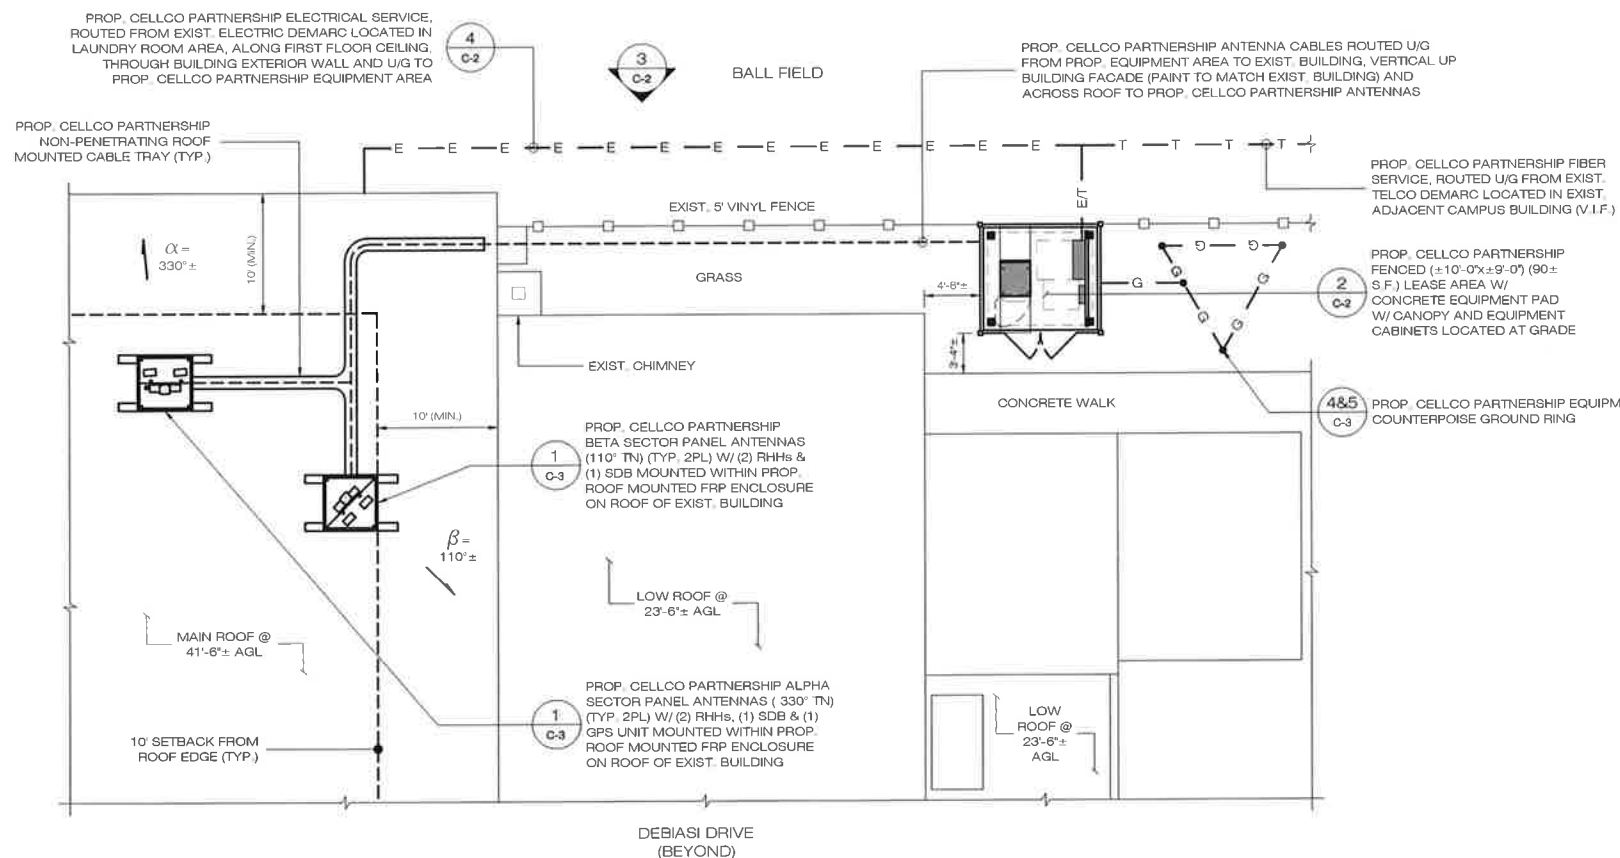 PROP. CELLCO PARTNERSHIP ELECTRICAL SERVICE,
ROUTED FROM EXIST. ELECTRIC DEMARC LOCATED IN
LAUNDRY ROOM AREA, ALONG FIRST FLOOR CEILING,
THROUGH BUILDING EXTERIOR WALL AND U/G TO
PROP. CELLCO PARTNERSHIP EQUIPMENT AREA
4
C-2
3
C-2
BALL FIELD
PROP. CELLCO PARTNERSHIP ANTENNA CABLES ROUTED U/G
FROM PROP. EQUIPMENT AREA TO EXIST. BUILDING, VERTICAL UP
BUILDING FACADE (PAINT TO MATCH EXIST. BUILDING) AND
ACROSS ROOF TO PROP. CELLCO PARTNERSHIP ANTENNAS
PROP. CELLCO PARTNERSHIP
NON-PENETRATING ROOF
MOUNTED CABLE TRAY (TYP.)
E E E E E E E E E E E E E T T T T
E/T
PROP. CELLCO PARTNERSHIP FIBER
SERVICE, ROUTED U/G FROM EXIST.
TELCO DEMARC LOCATED IN EXIST.
ADJACENT CAMPUS BUILDING (V.I.F.)
EXIST. 5' VINYL FENCE
α =
330° ±
10' (MIN.)
GRASS
G G
G
G G
G G
4'-6"±
3'-4"±
2
C-2
PROP. CELLCO PARTNERSHIP
FENCED (±10'-0"x±9'-0") (90±
S.F.) LEASE AREA W/
CONCRETE EQUIPMENT PAD
W/ CANOPY AND EQUIPMENT
CABINETS LOCATED AT GRADE
EXIST. CHIMNEY
CONCRETE WALK
4&5
C-3
PROP. CELLCO PARTNERSHIP EQUIPM
COUNTERPOISE GROUND RING
10' (MIN.)
1
C-3
PROP. CELLCO PARTNERSHIP
BETA SECTOR PANEL ANTENNAS
(110° TN) (TYP. 2PL) W/ (2) RHHs &
(1) SDB MOUNTED WITHIN PROP.
ROOF MOUNTED FRP ENCLOSURE
ON ROOF OF EXIST. BUILDING
β =
110° ±
LOW ROOF @
23'-6"± AGL
MAIN ROOF @
41'-6"± AGL
1
C-3
PROP. CELLCO PARTNERSHIP ALPHA
SECTOR PANEL ANTENNAS ( 330° TN)
(TYP. 2PL) W/ (2) RHHs, (1) SDB & (1)
GPS UNIT MOUNTED WITHIN PROP.
ROOF MOUNTED FRP ENCLOSURE
ON ROOF OF EXIST. BUILDING
LOW
ROOF @
23'-6"±
AGL
10' SETBACK FROM
ROOF EDGE (TYP.)
DEBIASI DRIVE
(BEYOND)